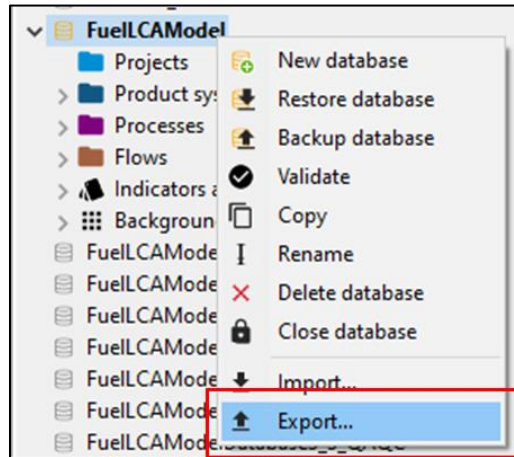 FuelLCAModel
Projects
New database
Product sy
Restore database
Processes
Backup database
Flows
Validate
Indicators a
Copy
Backgroun
Rename
FuelLCAMode
Delete database
FuelLCAMode
FuelLCAMode
Close database
FuelLCAMode
FuelLCAMode
Import...
FuelLCAMode
Export...
FuelLCAMode